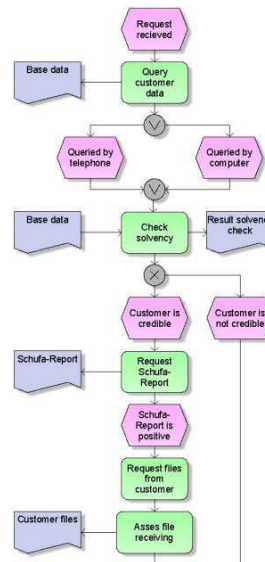 Request
recieved
Base data
Query
customer
data
Queried by
telephone
Queried by
computer
Base data
Check
solvency
Result solvenc
check
Customer is
credible
Customer is
not credible
Schufa-Report
Request
Schufa-
Report
Schufa-
Report is
positive
Request files
from
customer
Customer files
Asses file
receiving